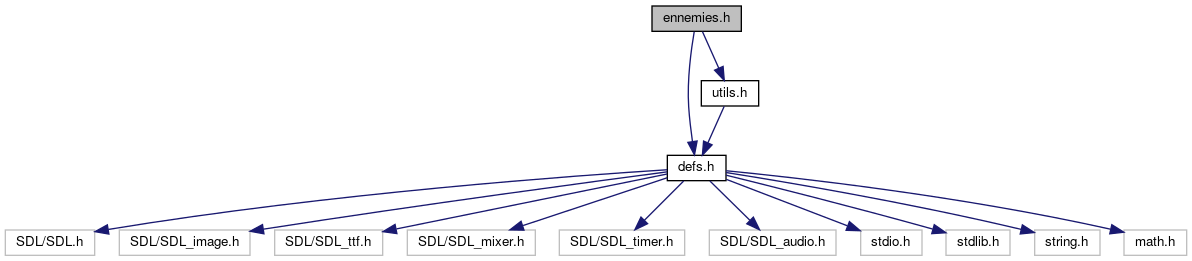 ennemies.h
utils.h
defs.h
SDL/SDL.h
SDL/SDL_image.h
SDL/SDL_ttf.h
SDL/SDL_mixer.h
SDL/SDL_timer.h
SDL/SDL_audio.h
stdio.h
stdlib.h
string.h
math.h